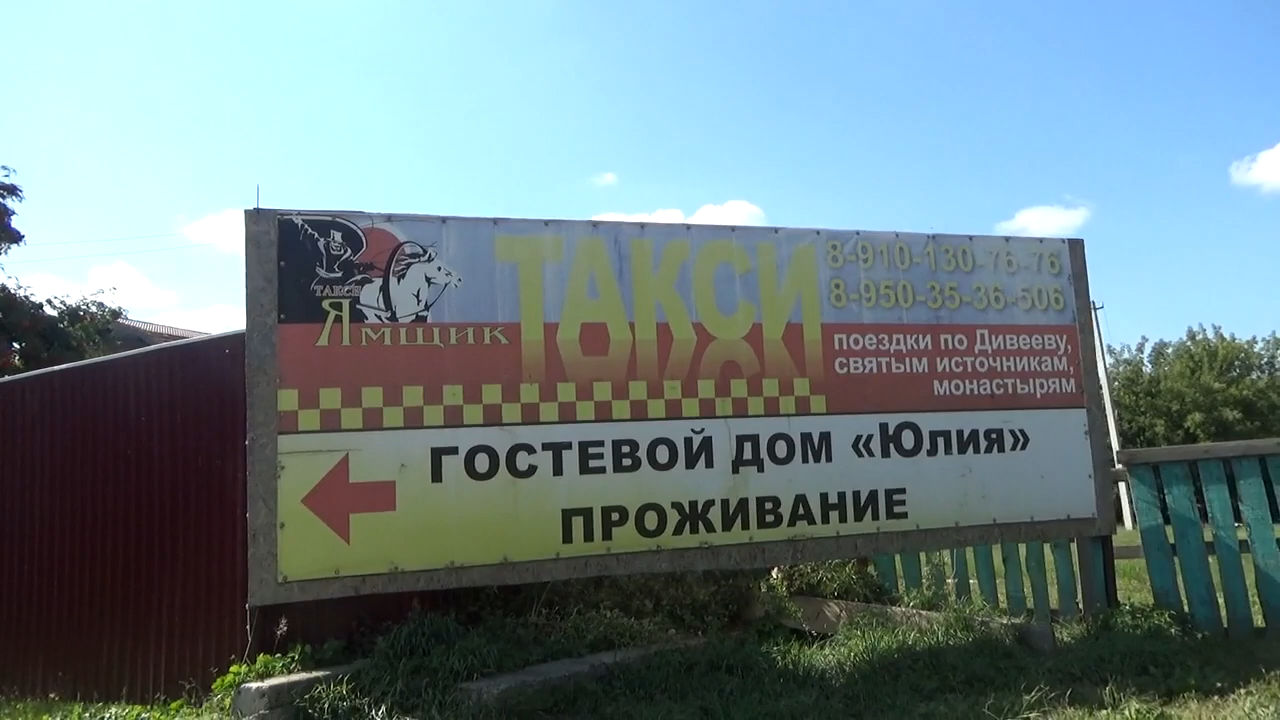 ТАКСИ
Ямщик
ТАКСИ
8-910-130-76-76
8-950-35-36-506
поездки по Дивееву,
святым источникам,
монастырям
ГОСТЕВОЙ ДОМ «Юлия»
ПРОЖИВАНИЕ